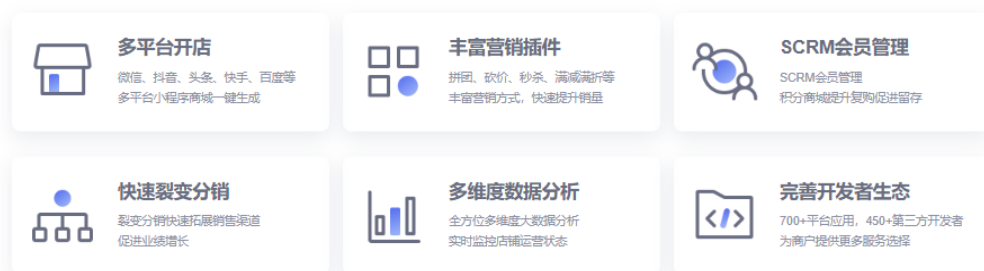 多平台开店
微信、抖音、头条、快手、百度等
多平台小程序商城一键生成
丰富营销插件
拼团、砍价、秒杀、满减满折等
丰富营销方式，快速提升销量
SCRM会员管理
SCRM会员管理
积分商城提升复购促进留存
快速裂变分销
裂变分销快速拓展销售渠道
促进业绩增长
多维度数据分析
全方位多维度大数据分析
实时监控店铺运营状态
完善开发者生态
700+平台应用，450+第三方开发者
为商户提供更多服务选择